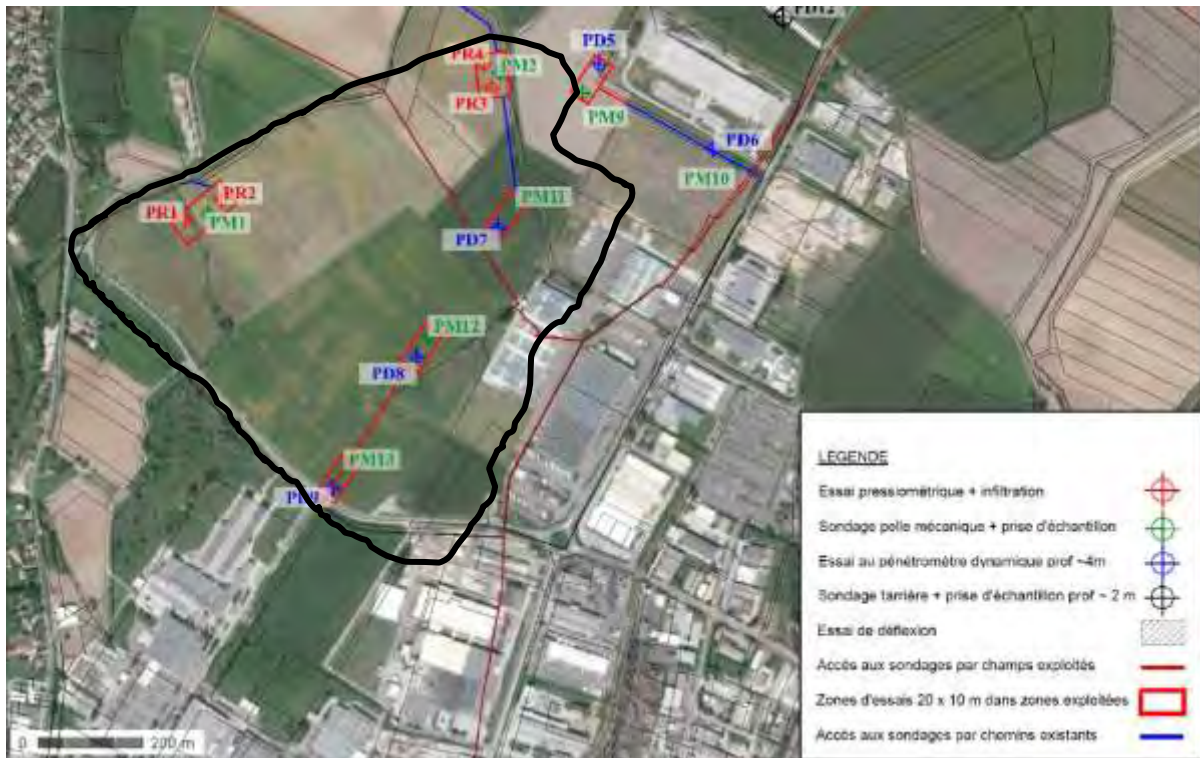 PD12
PD5
PR4
PM2
PR3
PM9
PD6
PM10
PR2
PR1
PM1
PM11
PD7
PM12
PD8
PM13
PD9
LEGENDE
Essai pressiométrique + infiltration
Sondage pelle mécanique + prise d'échantillon
Essai au pénétromètre dynamique prof ~4m
Sondage tarrière + prise d'échantillon prof ~ 2 m
Essai de déflexion
Accès aux sondages par champs exploités
Zones d'essais 20 x 10 m dans zones exploitées
Accès aux sondages par chemins existants
0 200 m